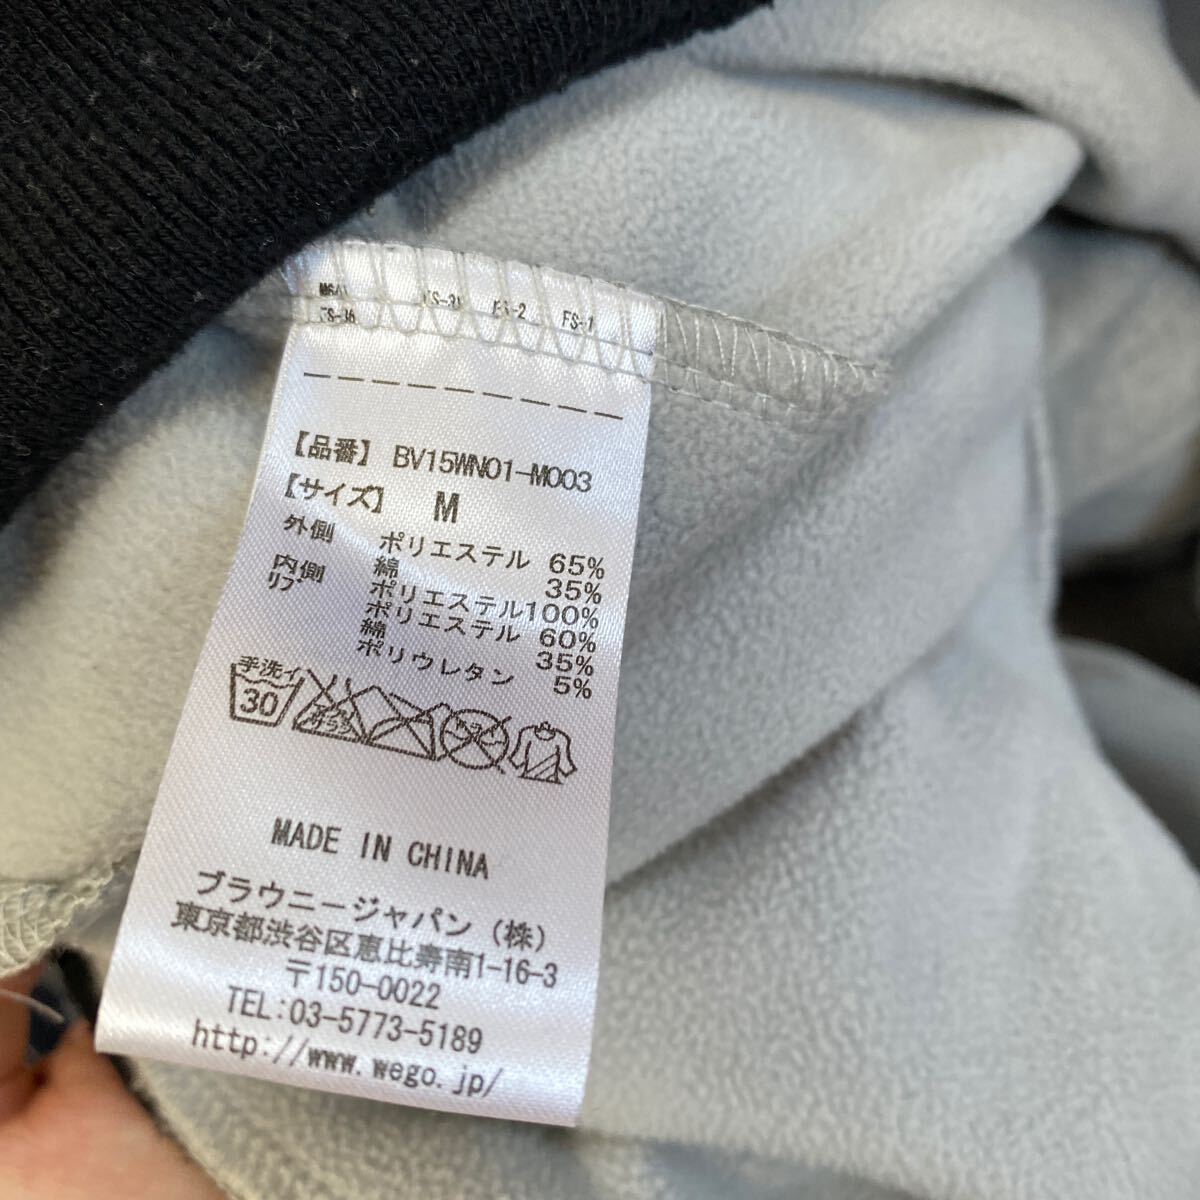 FS-2
FS-1
【品番】 BV15WN01-M003
【サイズ】 M
外側 ポリエステル 65%
綿 35%
内側 ポリエステル100%
リブ ポリエステル 60%
綿 35%
ポリウレタン 5%
手洗イ
30
MADE IN CHINA
ブラウニージャパン(株)
東京都渋谷区恵比寿南1-16-3
〒150-0022
TEL:03-5773-5189
http://www.wego.jp/